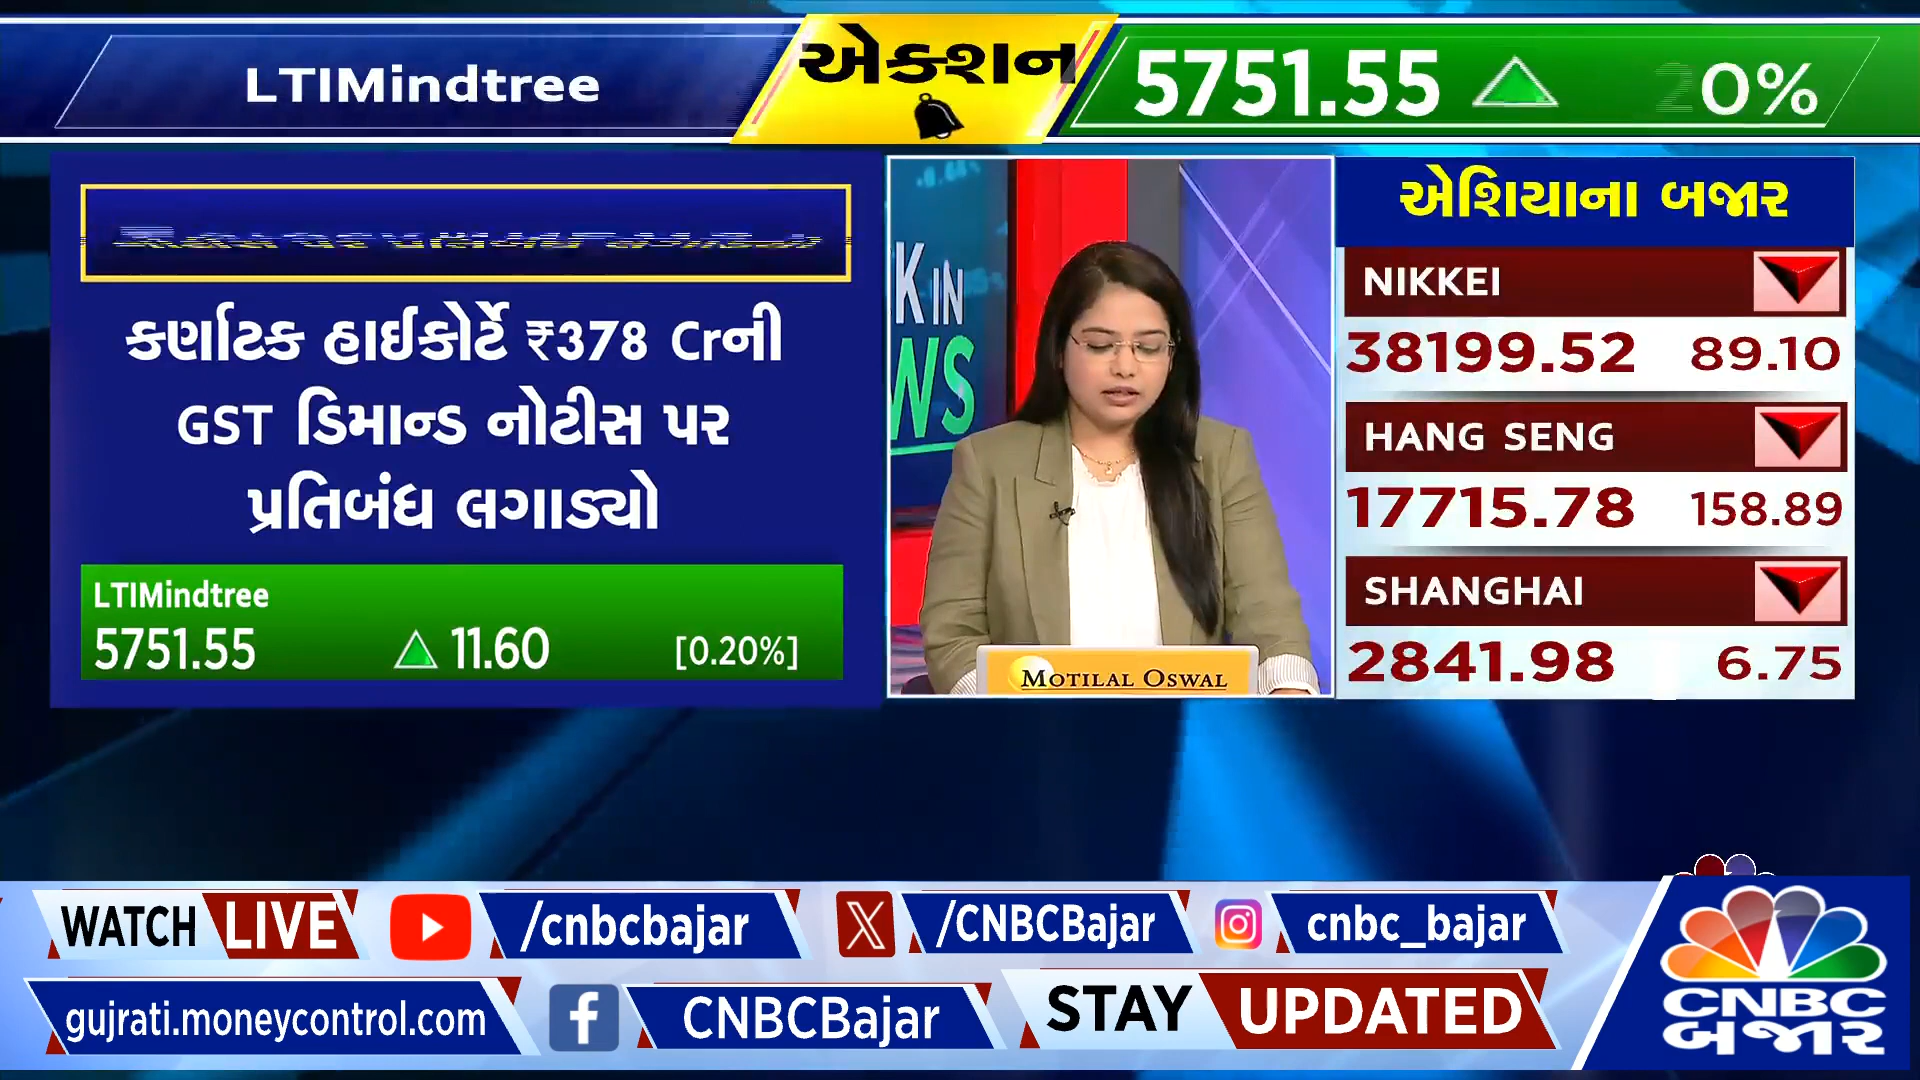 LTIMindtree
એક્શન
5751.55
0%
કર્ણાટક હાઈકોર્ટે ₹378 Crની
GST ડિમાન્ડ નોટીસ પર
પ્રતિબંધ લગાડ્યો
LTIMindtree
5751.55 11.60 [0.20%]
K IN
WS
MOTILAL OSWAL
એશિયાના બજાર
NIKKEI
38199.52 89.10
HANG SENG
17715.78 158.89
SHANGHAI
2841.98 6.75
WATCH LIVE /cnbcbajar /CNBCBajar cnbc_bajar
gujrati.moneycontrol.com CNBCBajar STAY UPDATED
CNBC
બજાર